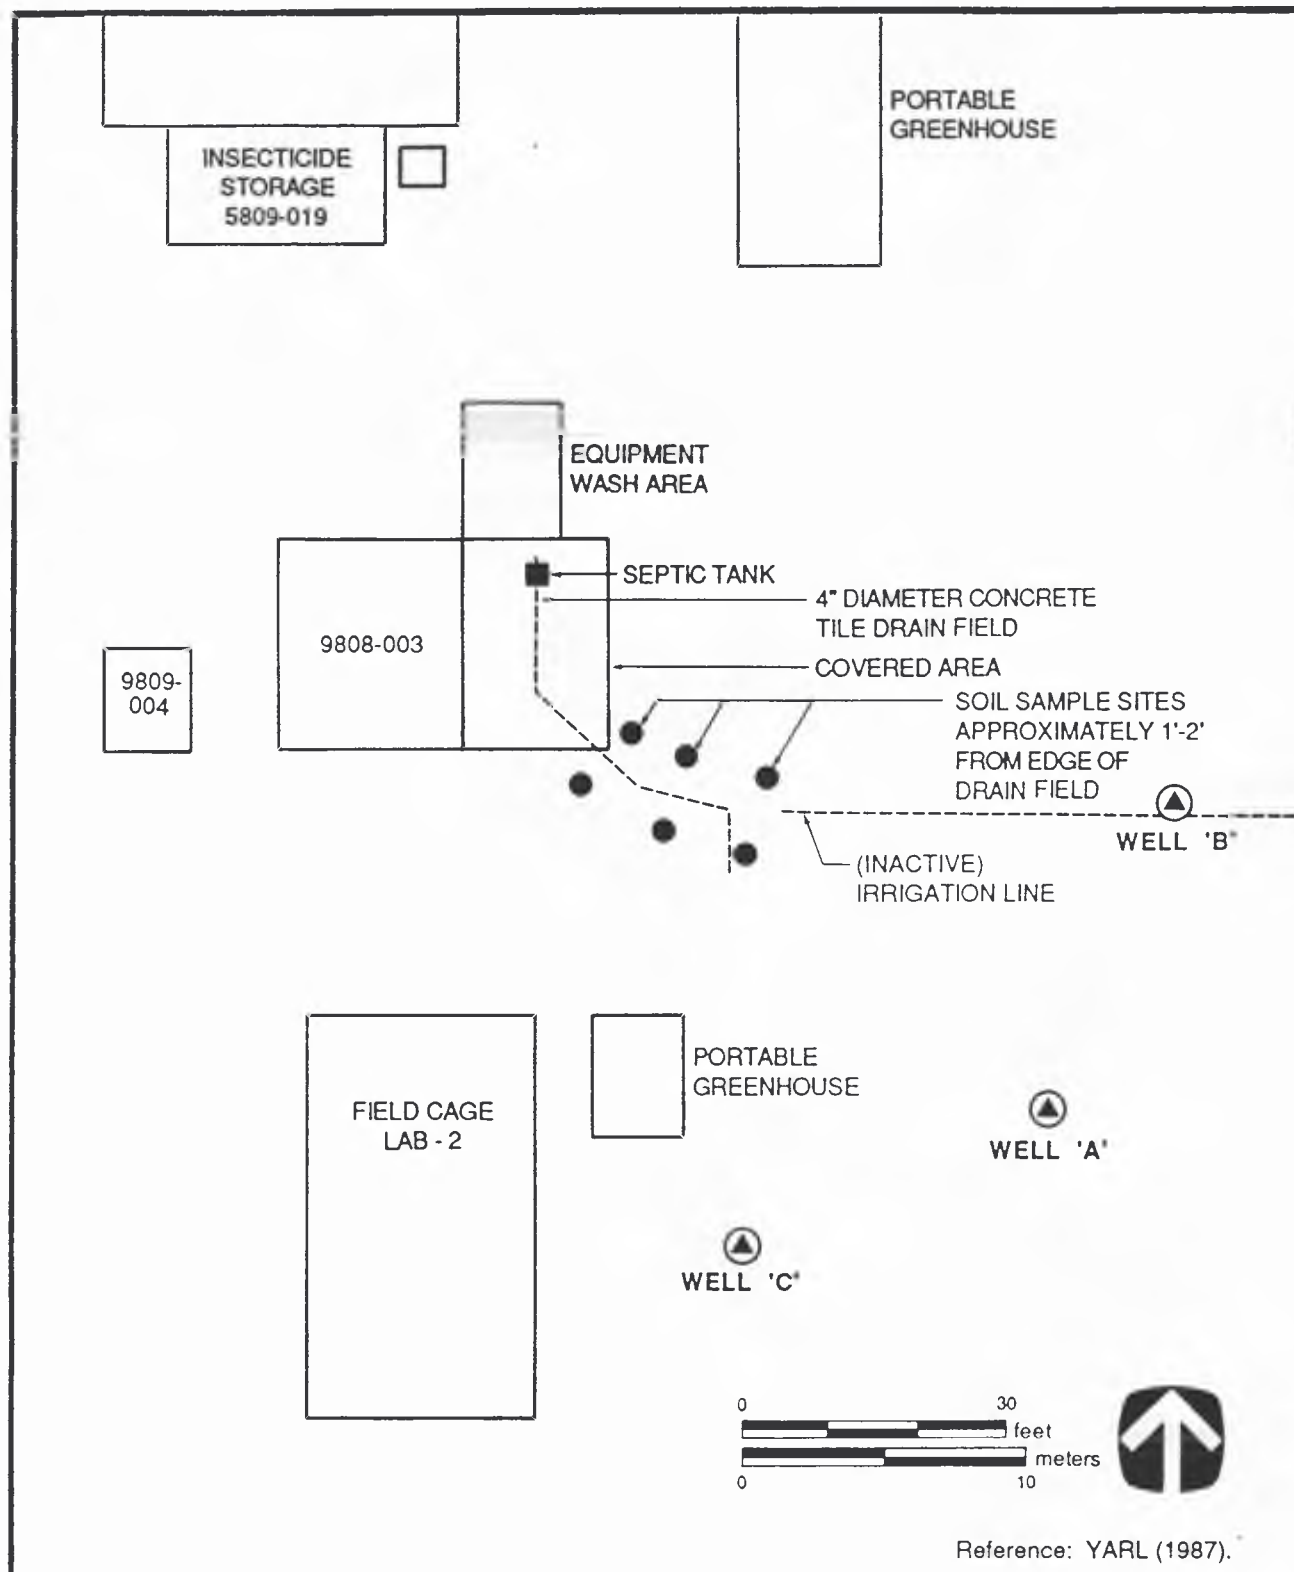 PORTABLE
GREENHOUSE
INSECTICIDE
STORAGE
5809-019
EQUIPMENT
WASH AREA
SEPTIC TANK
4" DIAMETER CONCRETE
TILE DRAIN FIELD
9808-003
COVERED AREA
9809-
004
SOIL SAMPLE SITES
APPROXIMATELY 1'-2'
FROM EDGE OF
DRAIN FIELD
WELL 'B'
(INACTIVE)
IRRIGATION LINE
PORTABLE
GREENHOUSE
FIELD CAGE
LAB - 2
WELL 'A'
WELL 'C'
0 30
feet
meters
0 10
Reference: YARL (1987).